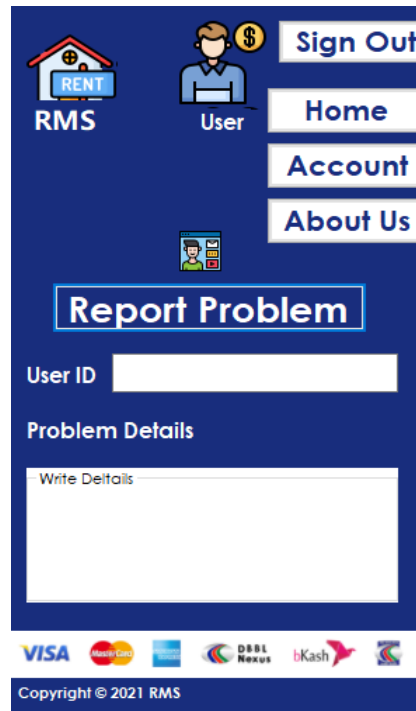 Sign Out
RENT
RMS
User
Home
Account
About Us
Report Problem
User ID
Problem Details
Write Deltails
VISA
MasterCard
DBBL
Nexus
bKash
Copyright © 2021 RMS